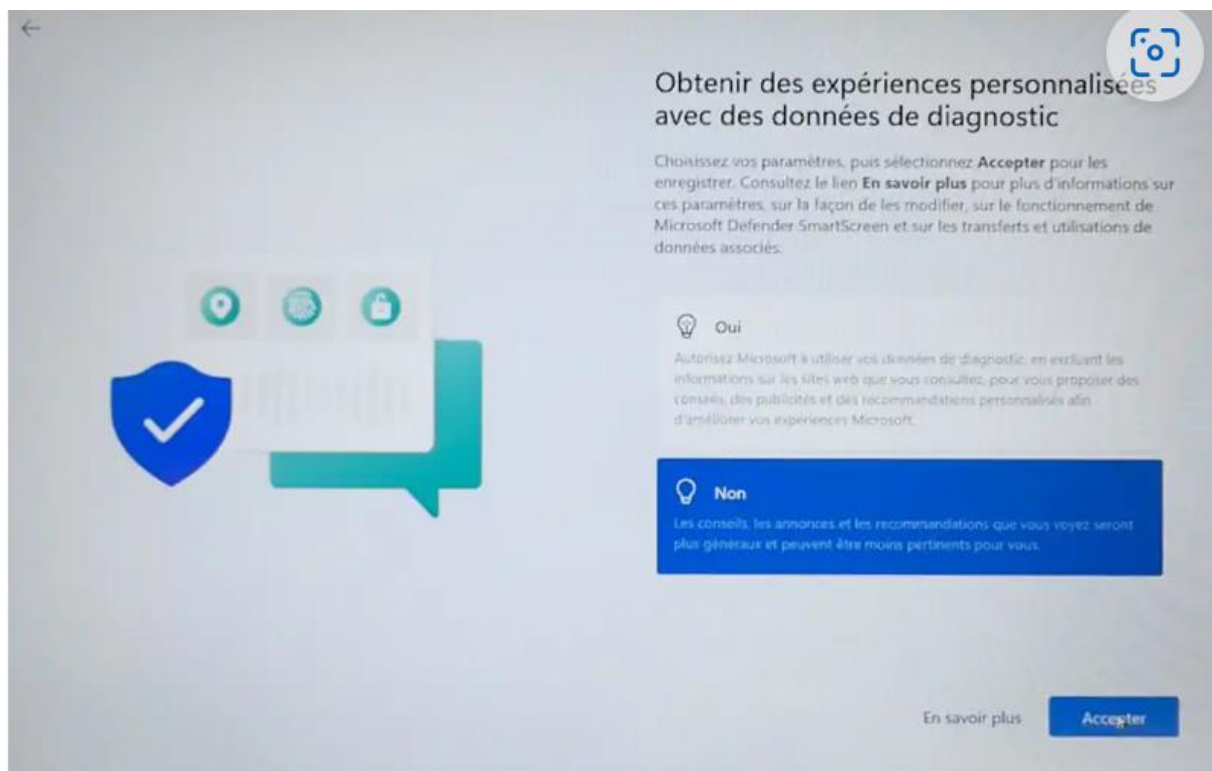 Obtenir des expériences personnalisées
avec des données de diagnostic
Choisissez vos paramètres, puis sélectionnez Accepter pour les
enregistrer. Consultez le lien En savoir plus pour plus d'informations sur
ces paramètres, sur la façon de les modifier, sur le fonctionnement de
Microsoft Defender SmartScreen et sur les transferts et utilisations de
données associés.
Oui
Autorisez Microsoft à utiliser vos données de diagnostic, en excluant les
informations sur les sites web que vous consultez, pour vous proposer des
conseils, des publicités et des recommandations personnalisés afin
d'améliorer vos expériences Microsoft.
Non
Les conseils, les annonces et les recommandations que vous voyez seront
plus généraux et peuvent être moins pertinents pour vous.
En savoir plus
Accepter